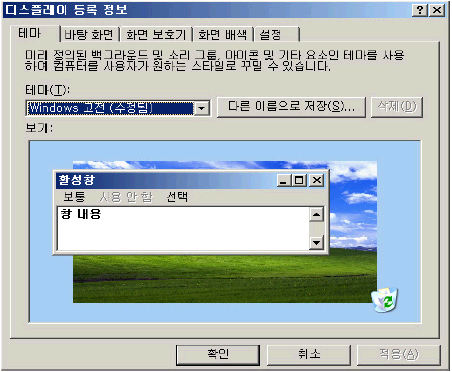 디스플레이 등록 정보
테마 바탕 화면 화면 보호기 화면 배색 설정
미리 정의된 백그라운드 및 소리 그룹, 아이콘 및 기타 요소인 테마를 사용
하여 컴퓨터를 사용자가 원하는 스타일로 꾸밀 수 있습니다.
테마(T):
Windows 고전 (수정됨) 다른 이름으로 저장(S)... 삭제(D)
보기:
활성창
보통 사용 안 함 선택
창 내용
확인 취소 적용(A)